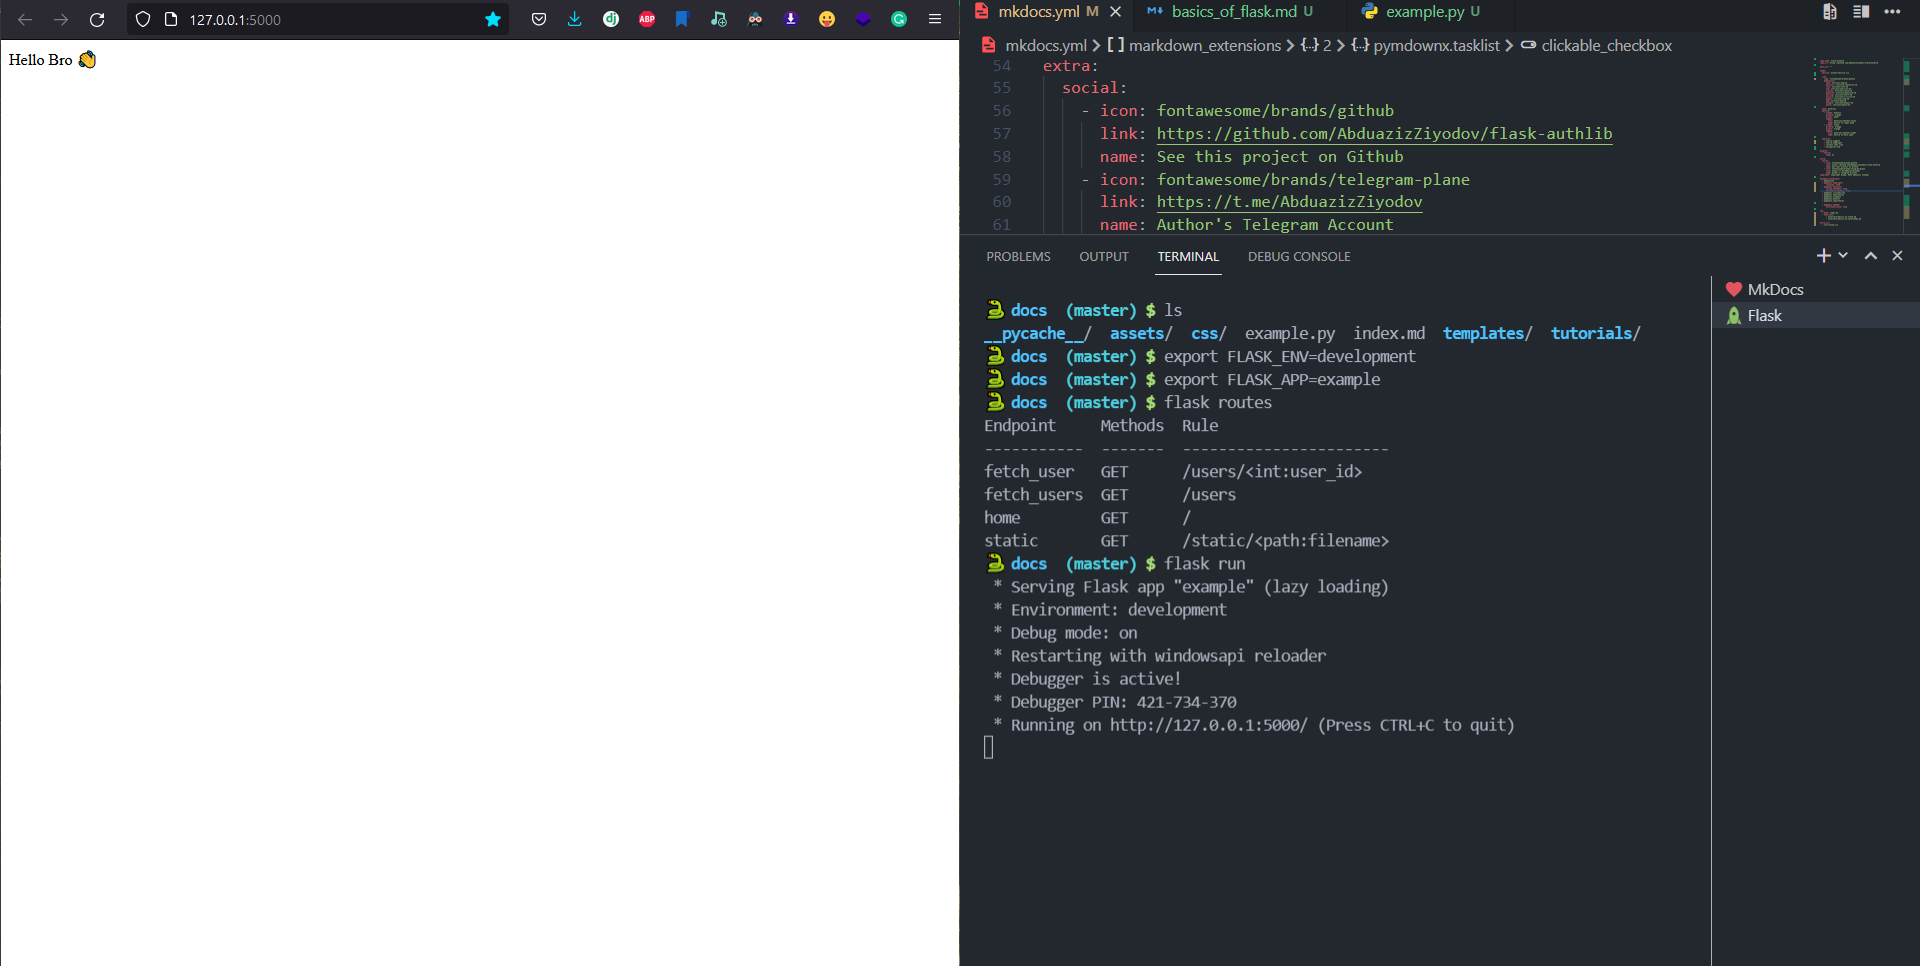 127.0.0.1:5000
ABP
Hello Bro 👋
mkdocs.yml M
basics_of_flask.md U
example.py U
mkdocs.yml > [ ] markdown_extensions > {..} 2 > {..} pymdownx.tasklist > clickable_checkbox
54 extra:
55 social:
56 - icon: fontawesome/brands/github
57 link: https://github.com/AbduazizZiyodov/flask-authlib
58 name: See this project on Github
59 - icon: fontawesome/brands/telegram-plane
60 link: https://t.me/AbduazizZiyodov
61 name: Author's Telegram Account
PROBLEMS OUTPUT TERMINAL DEBUG CONSOLE
MkDocs
Flask
docs (master) $ ls
__pycache__/ assets/ css/ example.py index.md templates/ tutorials/
docs (master) $ export FLASK_ENV=development
docs (master) $ export FLASK_APP=example
docs (master) $ flask routes
Endpoint Methods Rule
----------- ------- -----------------------
fetch_user GET /users/<int:user_id>
fetch_users GET /users
home GET /
static GET /static/<path:filename>
docs (master) $ flask run
* Serving Flask app "example" (lazy loading)
* Environment: development
* Debug mode: on
* Restarting with windowsapi reloader
* Debugger is active!
* Debugger PIN: 421-734-370
* Running on http://127.0.0.1:5000/ (Press CTRL+C to quit)